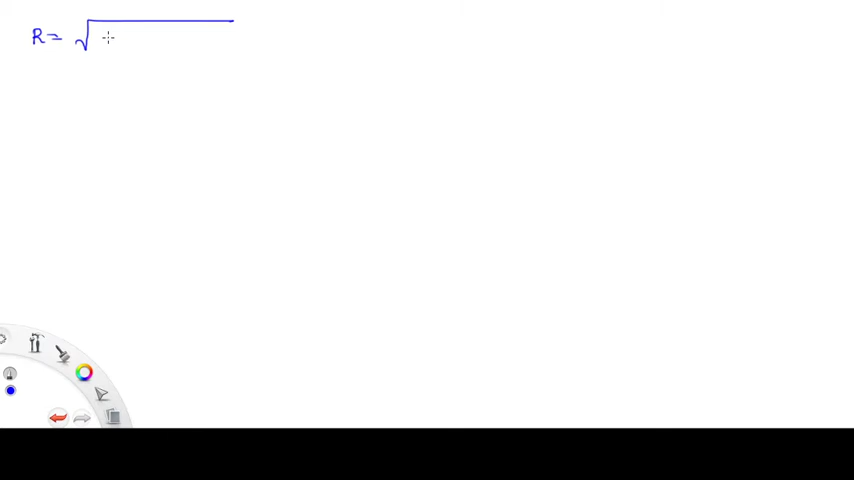 R = √